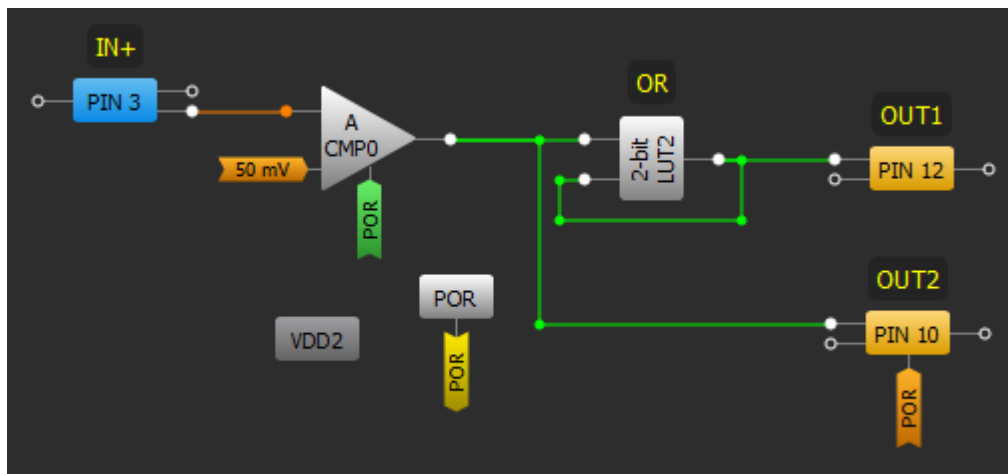 IN+
PIN 3
A
CMP0
50 mV
POR
OR
2-bit
LUT2
OUT1
PIN 12
POR
POR
VDD2
OUT2
PIN 10
POR